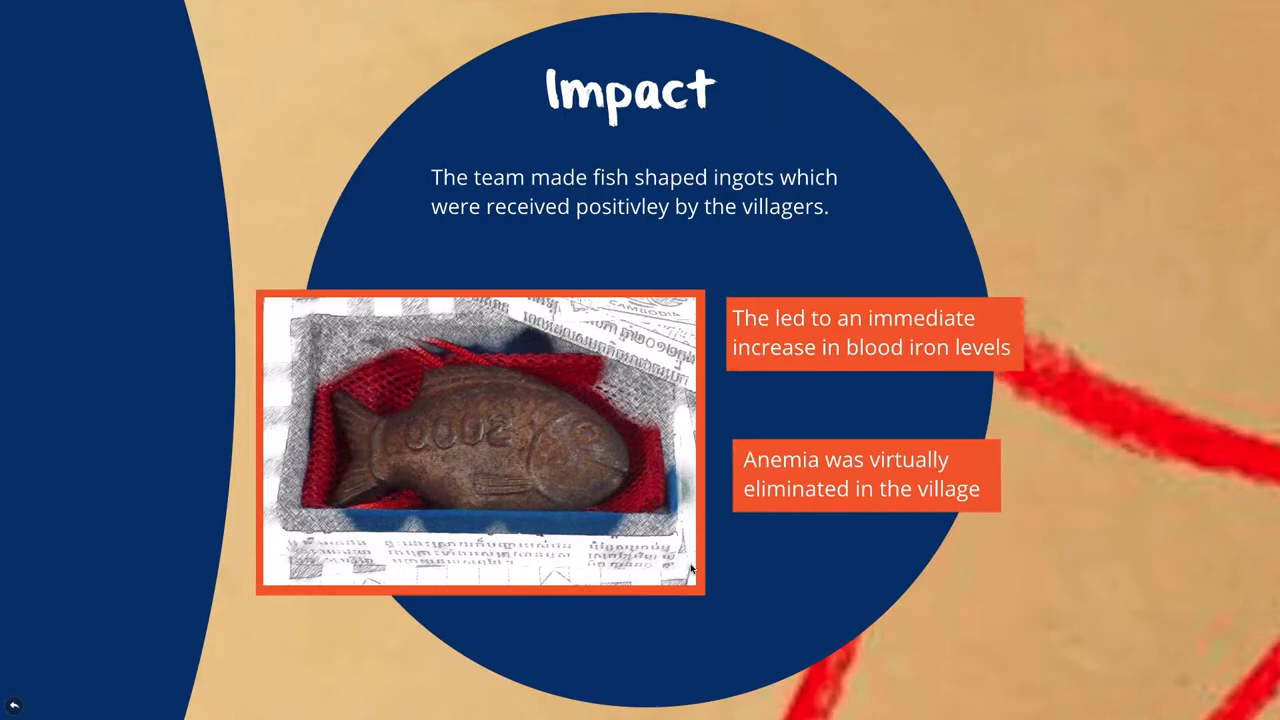 Impact
The team made fish shaped ingots which
were received positivley by the villagers.
CAMBODIA
The led to an immediate
increase in blood iron levels
Anemia was virtually
eliminated in the village